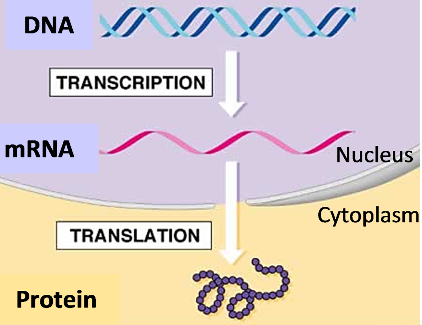 DNA
TRANSCRIPTION
mRNA
Nucleus
Cytoplasm
TRANSLATION
Protein